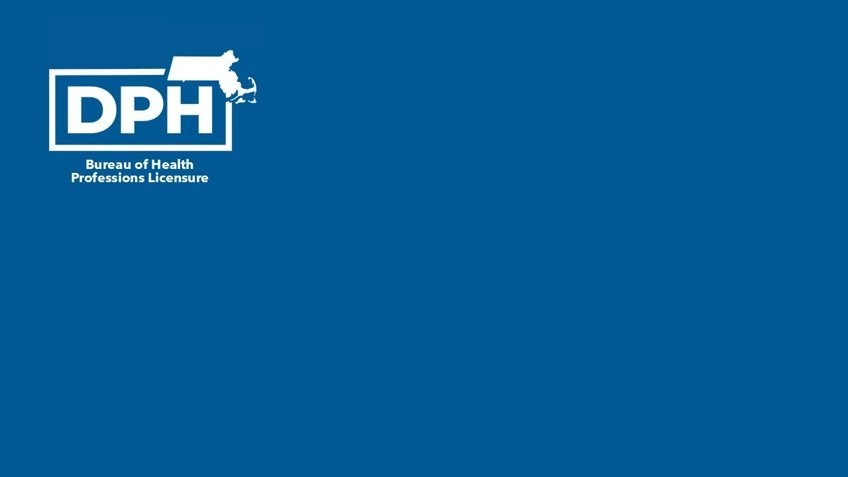 DPH
Bureau of Health
Professions Licensure